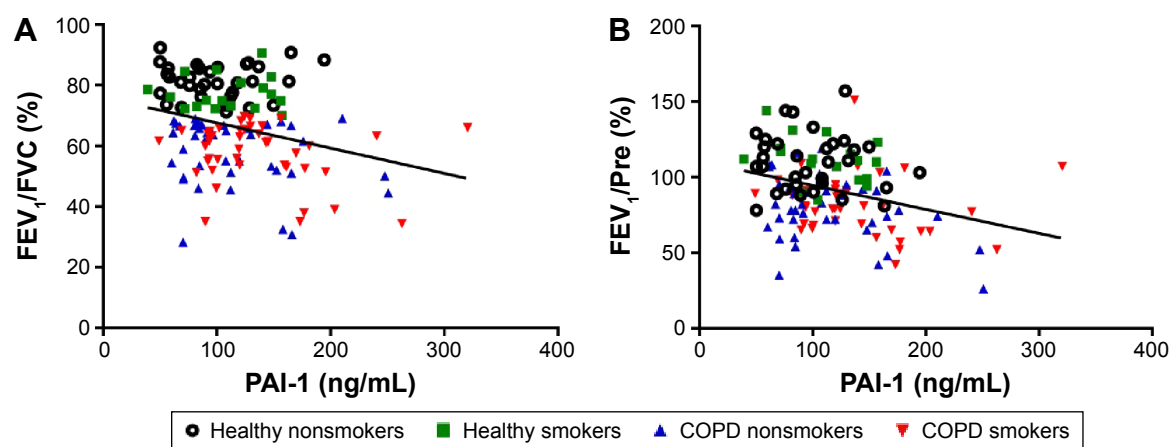 A
FEV₁/FVC (%)
100
80
60
40
20
0
0 100 200 300 400
PAI-1 (ng/mL)
B
FEV₁/Pre (%)
200
150
100
50
0
0 100 200 300 400
PAI-1 (ng/mL)
Healthy nonsmokers Healthy smokers COPD nonsmokers COPD smokers